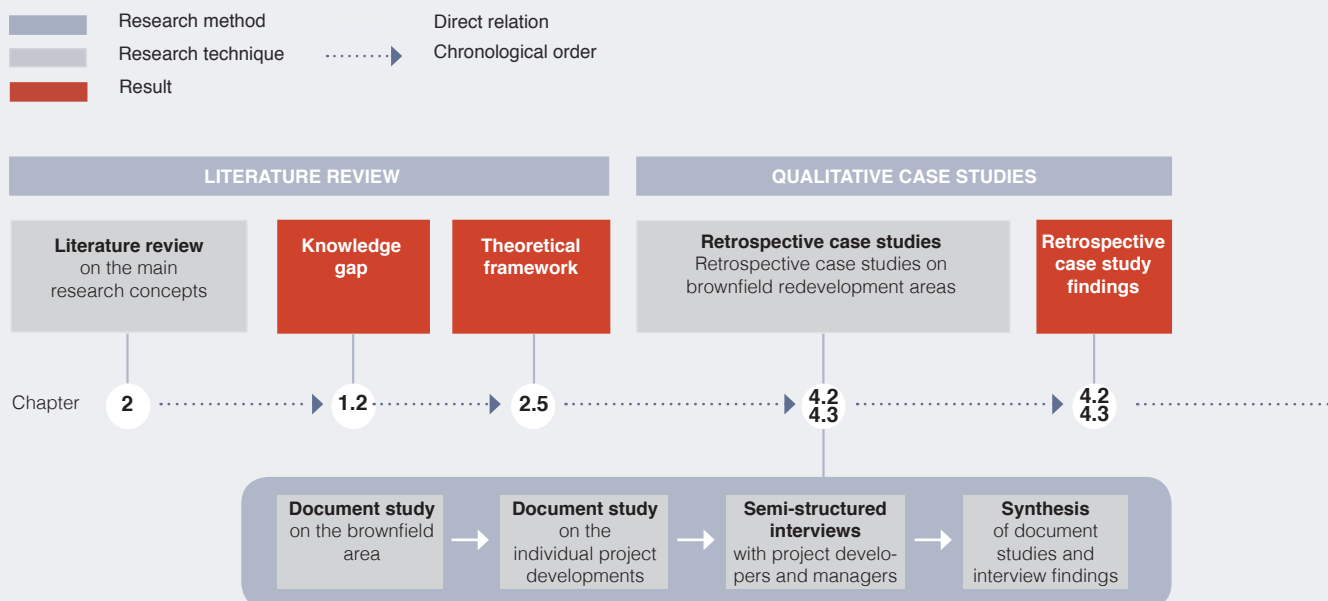 Research method
Direct relation
Research technique
Chronological order
Result
LITERATURE REVIEW
QUALITATIVE CASE STUDIES
Literature review
on the main
research concepts
Knowledge
gap
Theoretical
framework
Retrospective case studies
Retrospective case studies on
brownfield redevelopment areas
Retrospective
case study
findings
Chapter
2
1.2
2.5
4.2
4.3
4.2
4.3
Document study
on the brownfield
area
Document study
on the
individual project
developments
Semi-structured
interviews
with project develo-
pers and managers
Synthesis
of document
studies and
interview findings